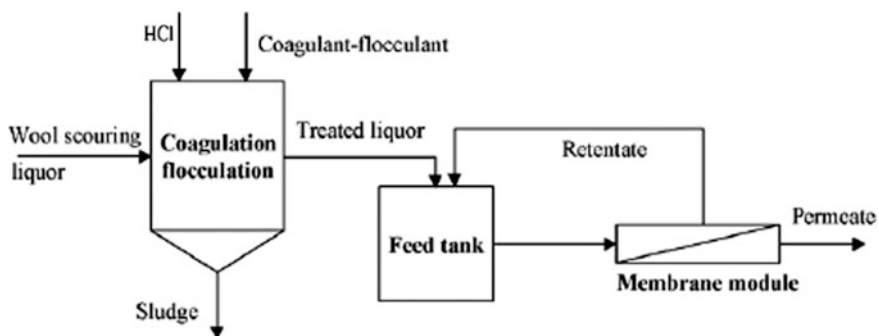 HCl
Coagulant-flocculant
Wool scouring
liquor
Coagulation
flocculation
Treated liquor
Retentate
Feed tank
Permeate
Membrane module
Sludge